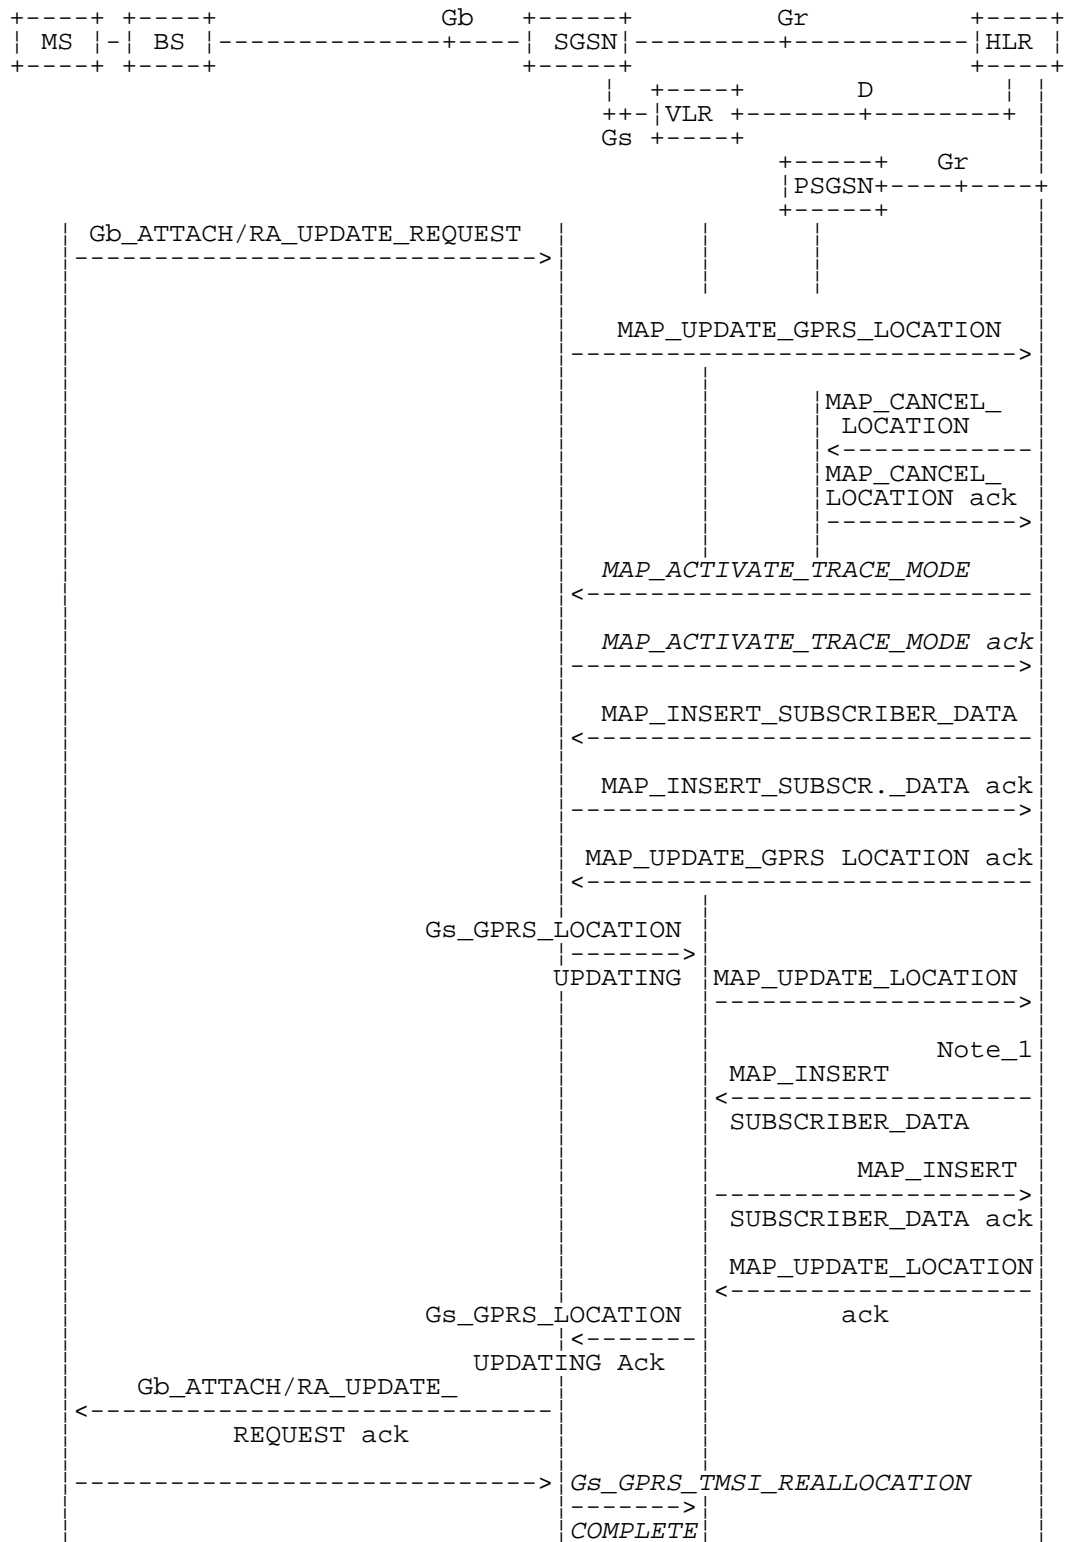 Gb Gr
MS BS SGSN HLR
D
VLR
Gs
Gr
PSGSN
Gb_ATTACH/RA_UPDATE_REQUEST
MAP_UPDATE_GPRS_LOCATION
MAP_CANCEL_
LOCATION
MAP_CANCEL_
LOCATION ack
MAP_ACTIVATE_TRACE_MODE
MAP_ACTIVATE_TRACE_MODE ack
MAP_INSERT_SUBSCRIBER_DATA
MAP_INSERT_SUBSCR._DATA ack
MAP_UPDATE_GPRS LOCATION ack
Gs_GPRS_LOCATION
UPDATING MAP_UPDATE_LOCATION
Note_1
MAP_INSERT
SUBSCRIBER_DATA
MAP_INSERT
SUBSCRIBER_DATA ack
MAP_UPDATE_LOCATION
Gs_GPRS_LOCATION ack
UPDATING Ack
Gb_ATTACH/RA_UPDATE_
REQUEST ack
Gs_GPRS_TMSI_REALLOCATION
COMPLETE